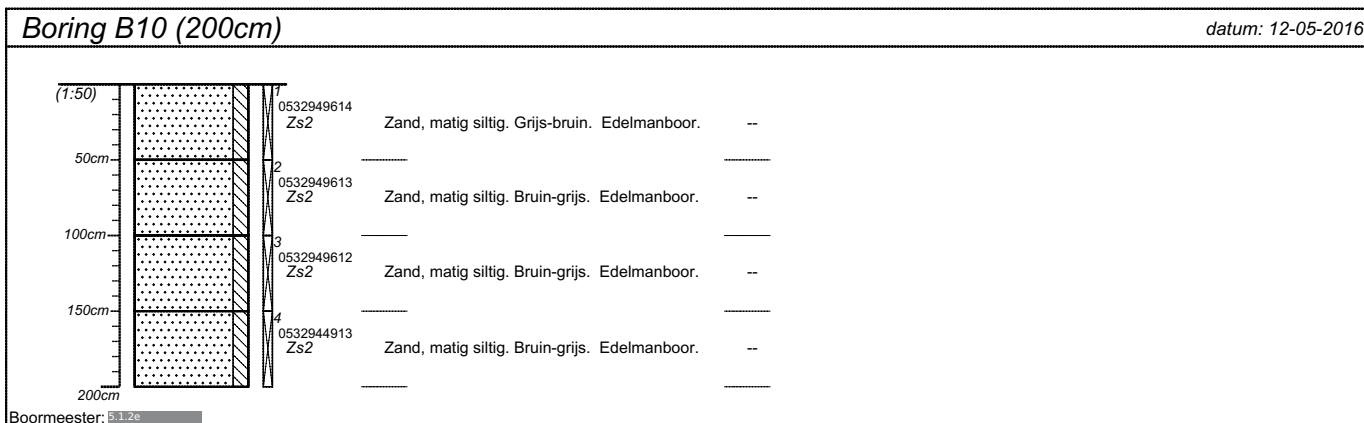 Boring B10 (200cm) datum: 12-05-2016
(1:50)
1
0532949614
Zs2 Zand, matig siltig. Grijs-bruin. Edelmanboor. --
50cm
2
0532949613
Zs2 Zand, matig siltig. Bruin-grijs. Edelmanboor. --
100cm
3
0532949612
Zs2 Zand, matig siltig. Bruin-grijs. Edelmanboor. --
150cm
4
0532944913
Zs2 Zand, matig siltig. Bruin-grijs. Edelmanboor. --
200cm
Boormeester: 5.1.2e